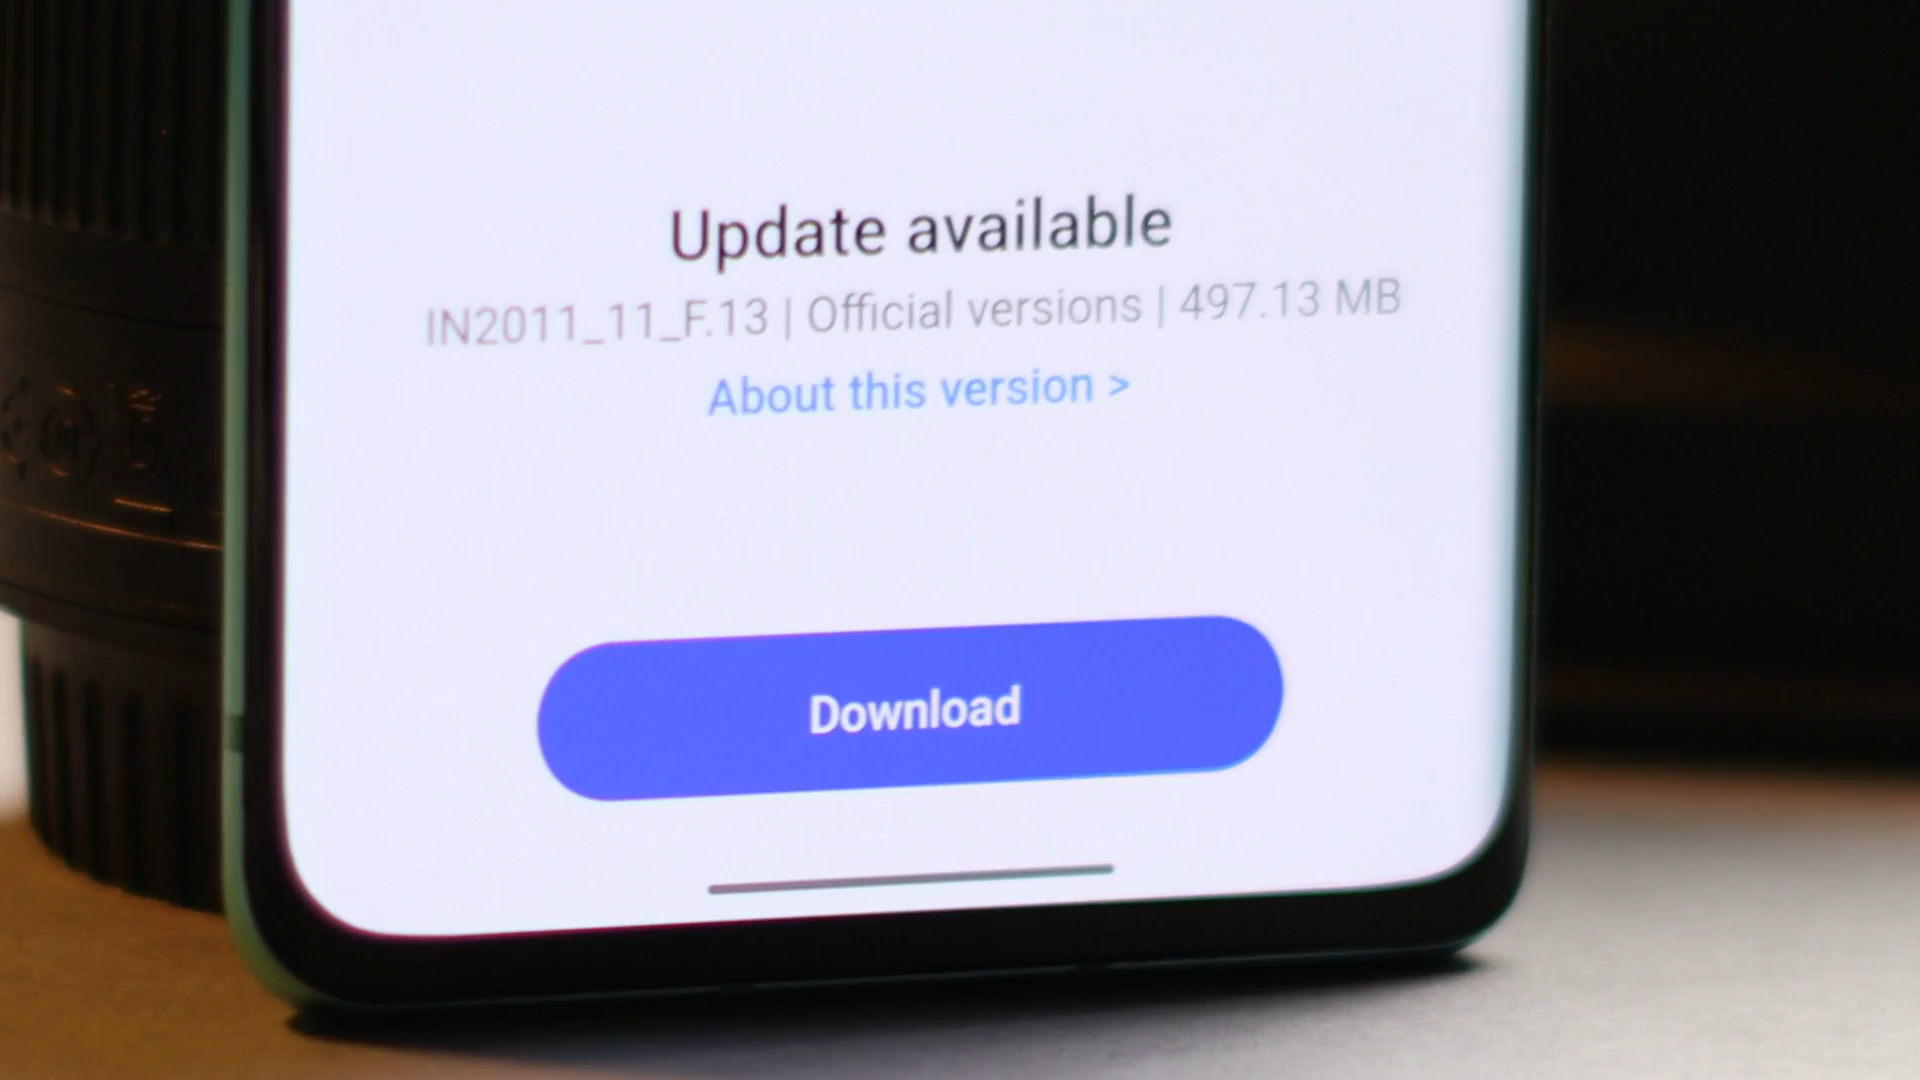 Update available
IN2011_11_F.13 | Official versions | 497.13 MB
About this version >
Download